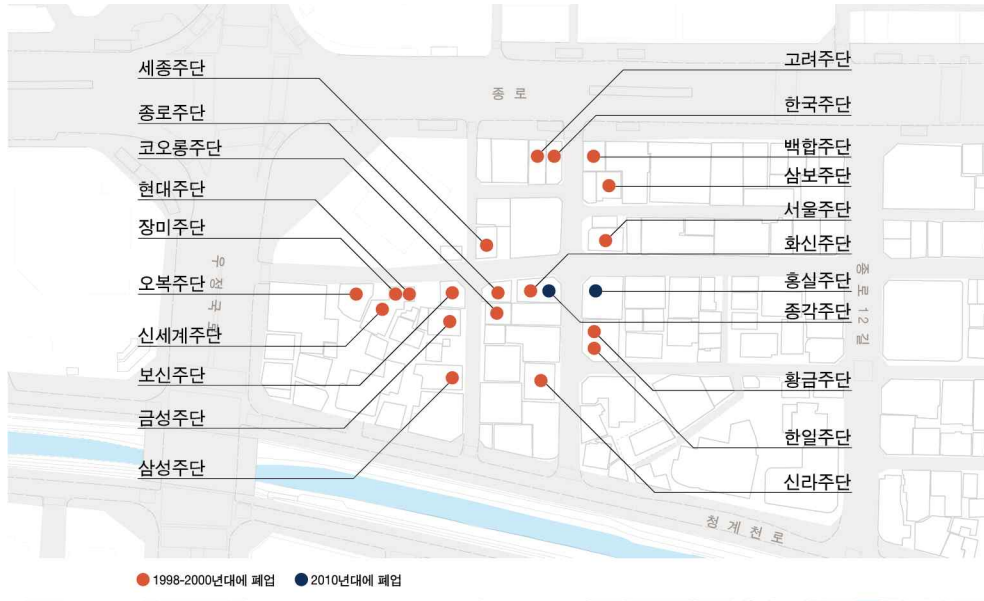 세종주단
종로주단
코오롱주단
현대주단
장미주단
오복주단
신세계주단
보신주단
금성주단
삼성주단
종로
우정국로
고려주단
한국주단
백합주단
삼보주단
서울주단
화신주단
홍실주단
종각주단
황금주단
한일주단
신라주단
종로12길
청계천로
1998-2000년대에 폐업
2010년대에 폐업